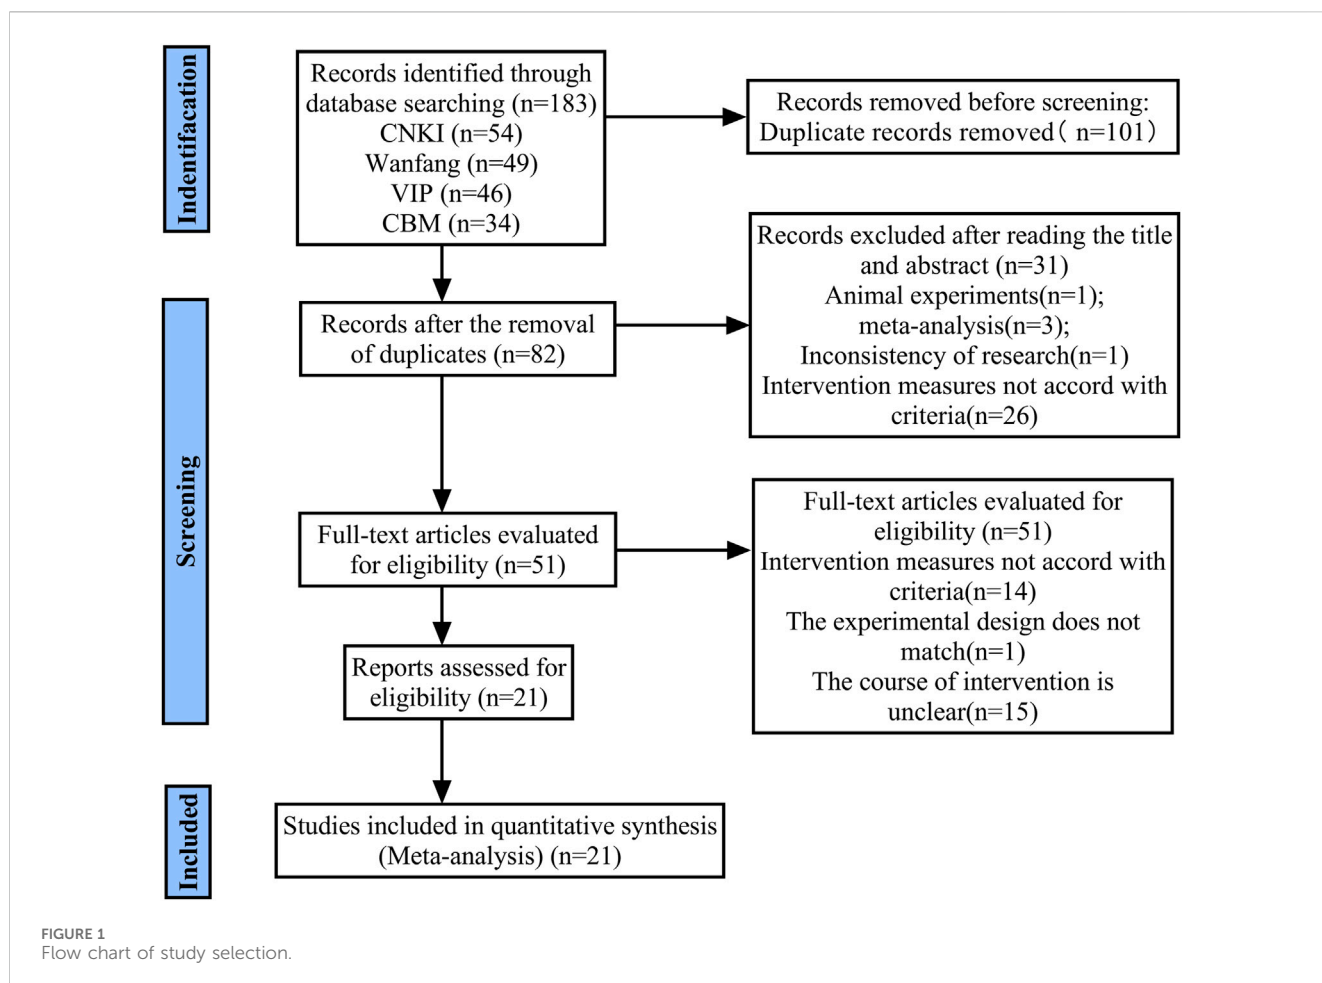 Indentifacation
Records identified through
database searching (n=183)
CNKI (n=54)
Wanfang (n=49)
VIP (n=46)
CBM (n=34)
Records removed before screening:
Duplicate records removed（ n=101）
Screening
Records after the removal
of duplicates (n=82)
Records excluded after reading the title
and abstract (n=31)
Animal experiments(n=1);
meta-analysis(n=3);
Inconsistency of research(n=1)
Intervention measures not accord with
criteria(n=26)
Full-text articles evaluated
for eligibility (n=51)
Full-text articles evaluated for
eligibility (n=51)
Intervention measures not accord with
criteria(n=14)
The experimental design does not
match(n=1)
The course of intervention is
unclear(n=15)
Reports assessed for
eligibility (n=21)
Included
Studies included in quantitative synthesis
(Meta-analysis) (n=21)
FIGURE 1
Flow chart of study selection.